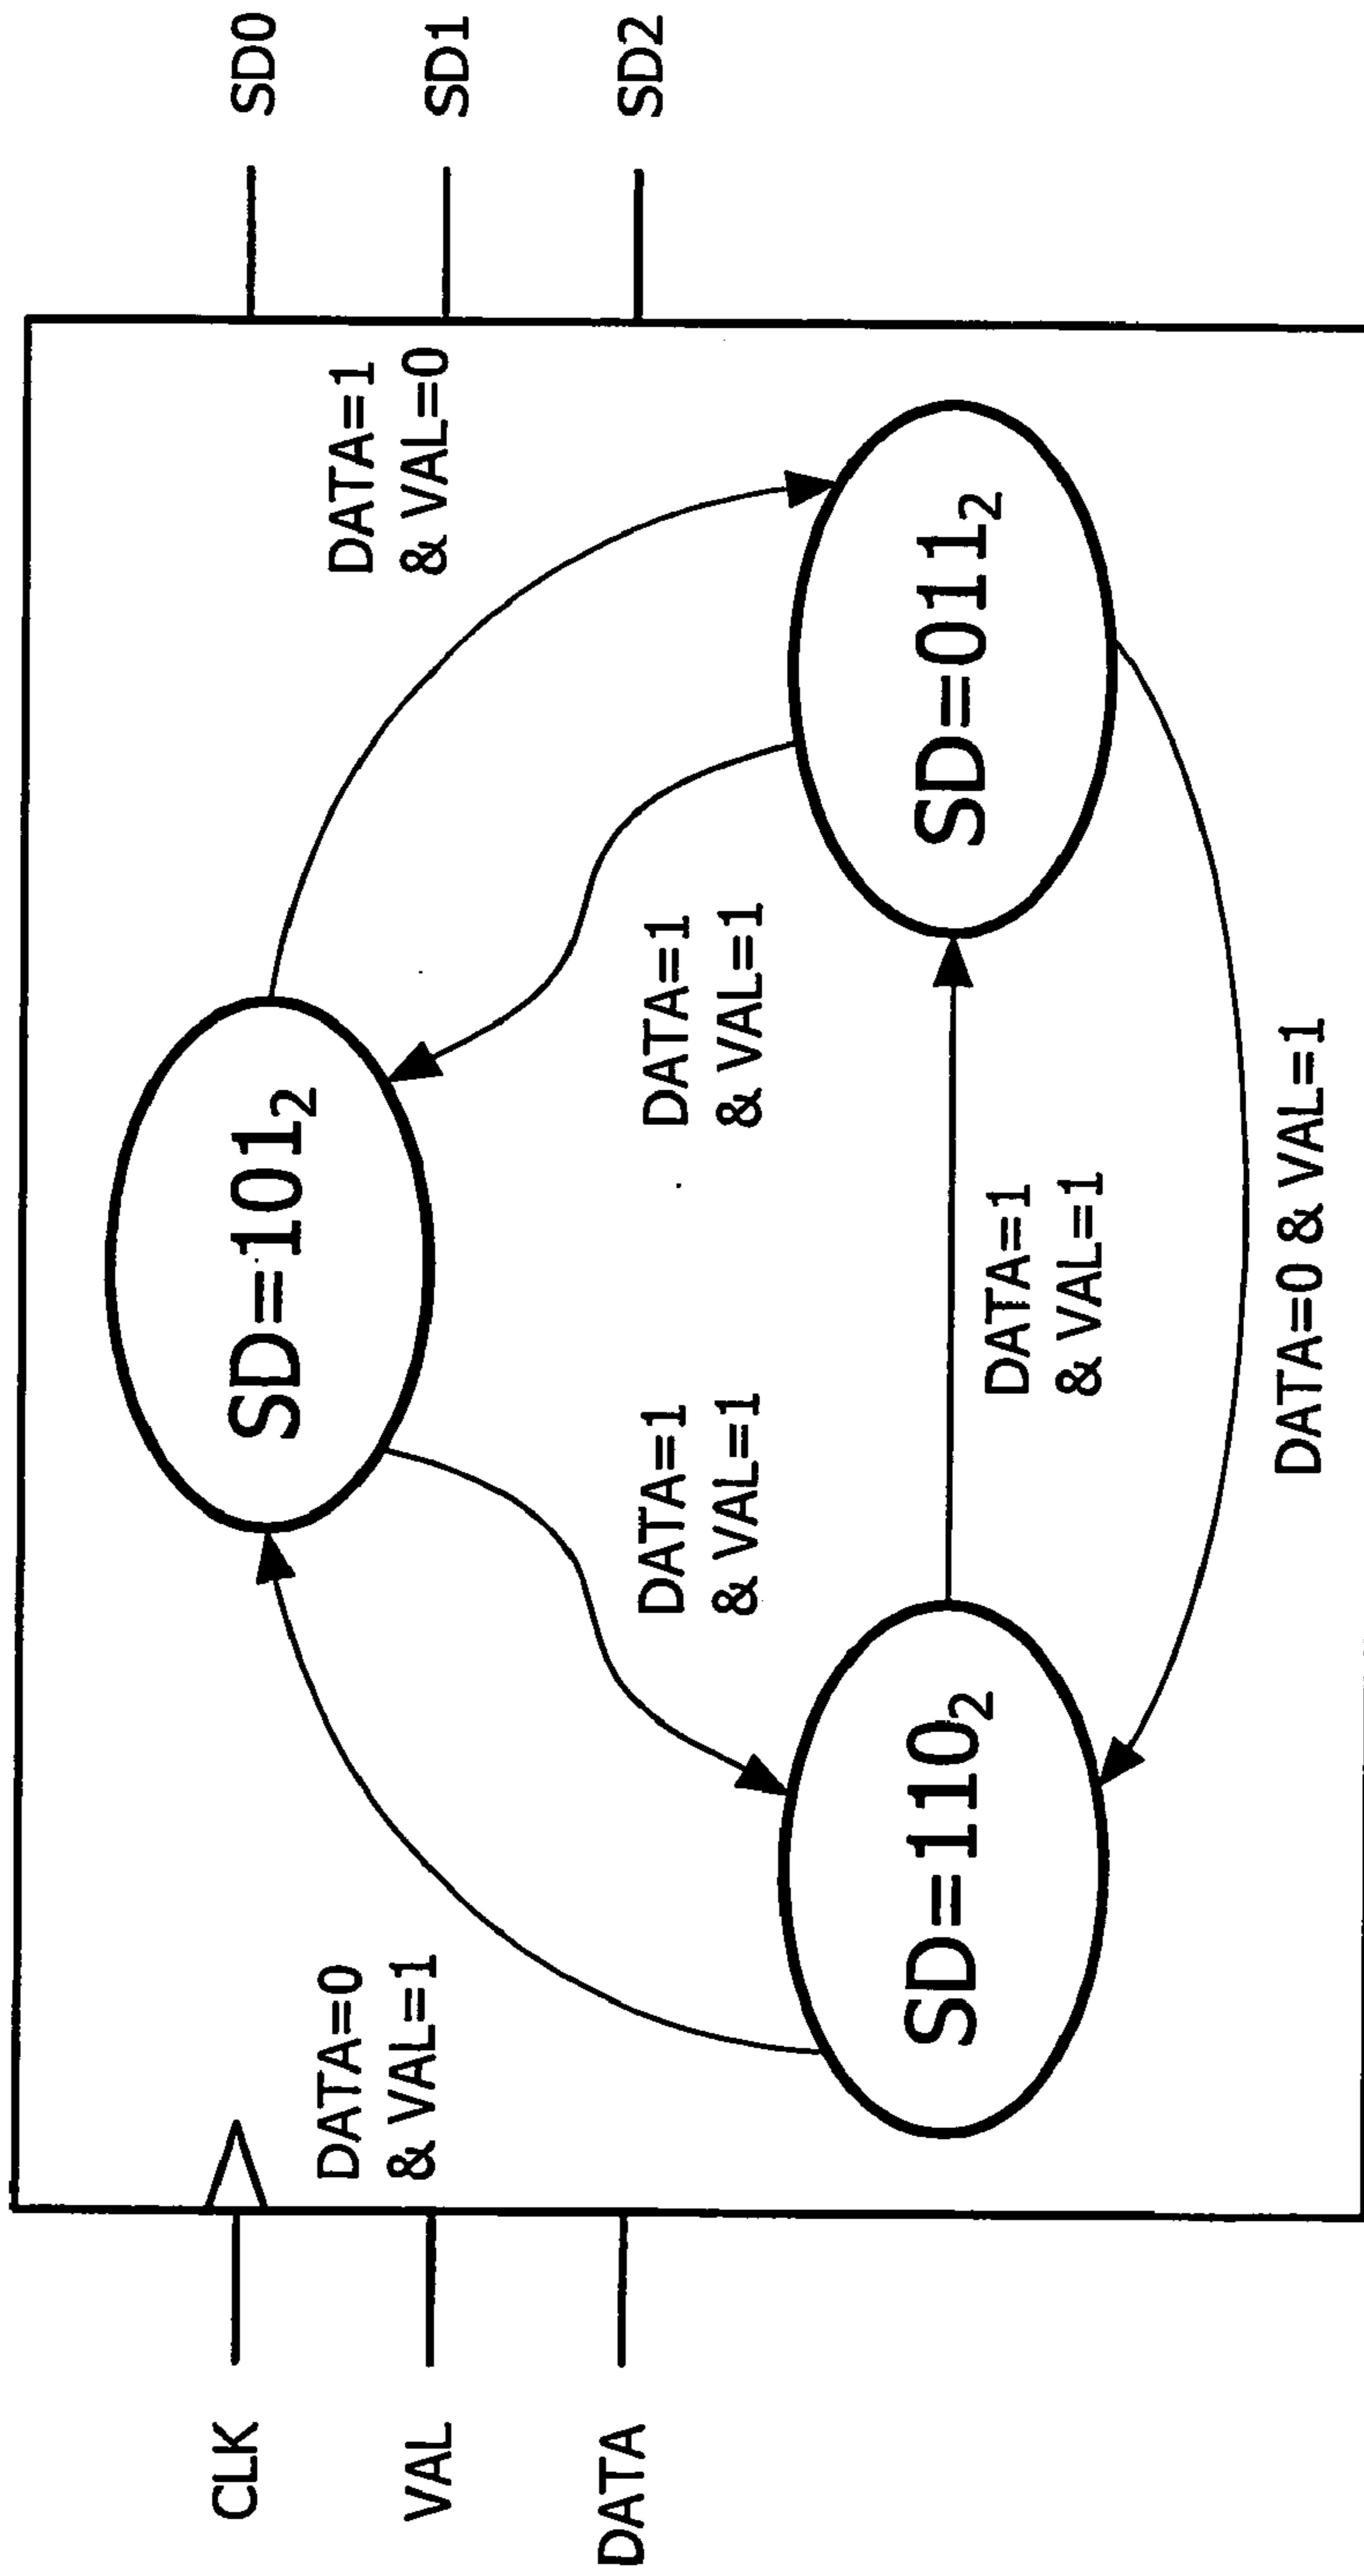 CLK
VAL
DATA
DATA=0
& VAL=1
SD=101₂
DATA=1
& VAL=0
DATA=1
& VAL=1
DATA=1
& VAL=1
SD=110₂
DATA=1
& VAL=1
SD=011₂
DATA=0 & VAL=1
SD0
SD1
SD2